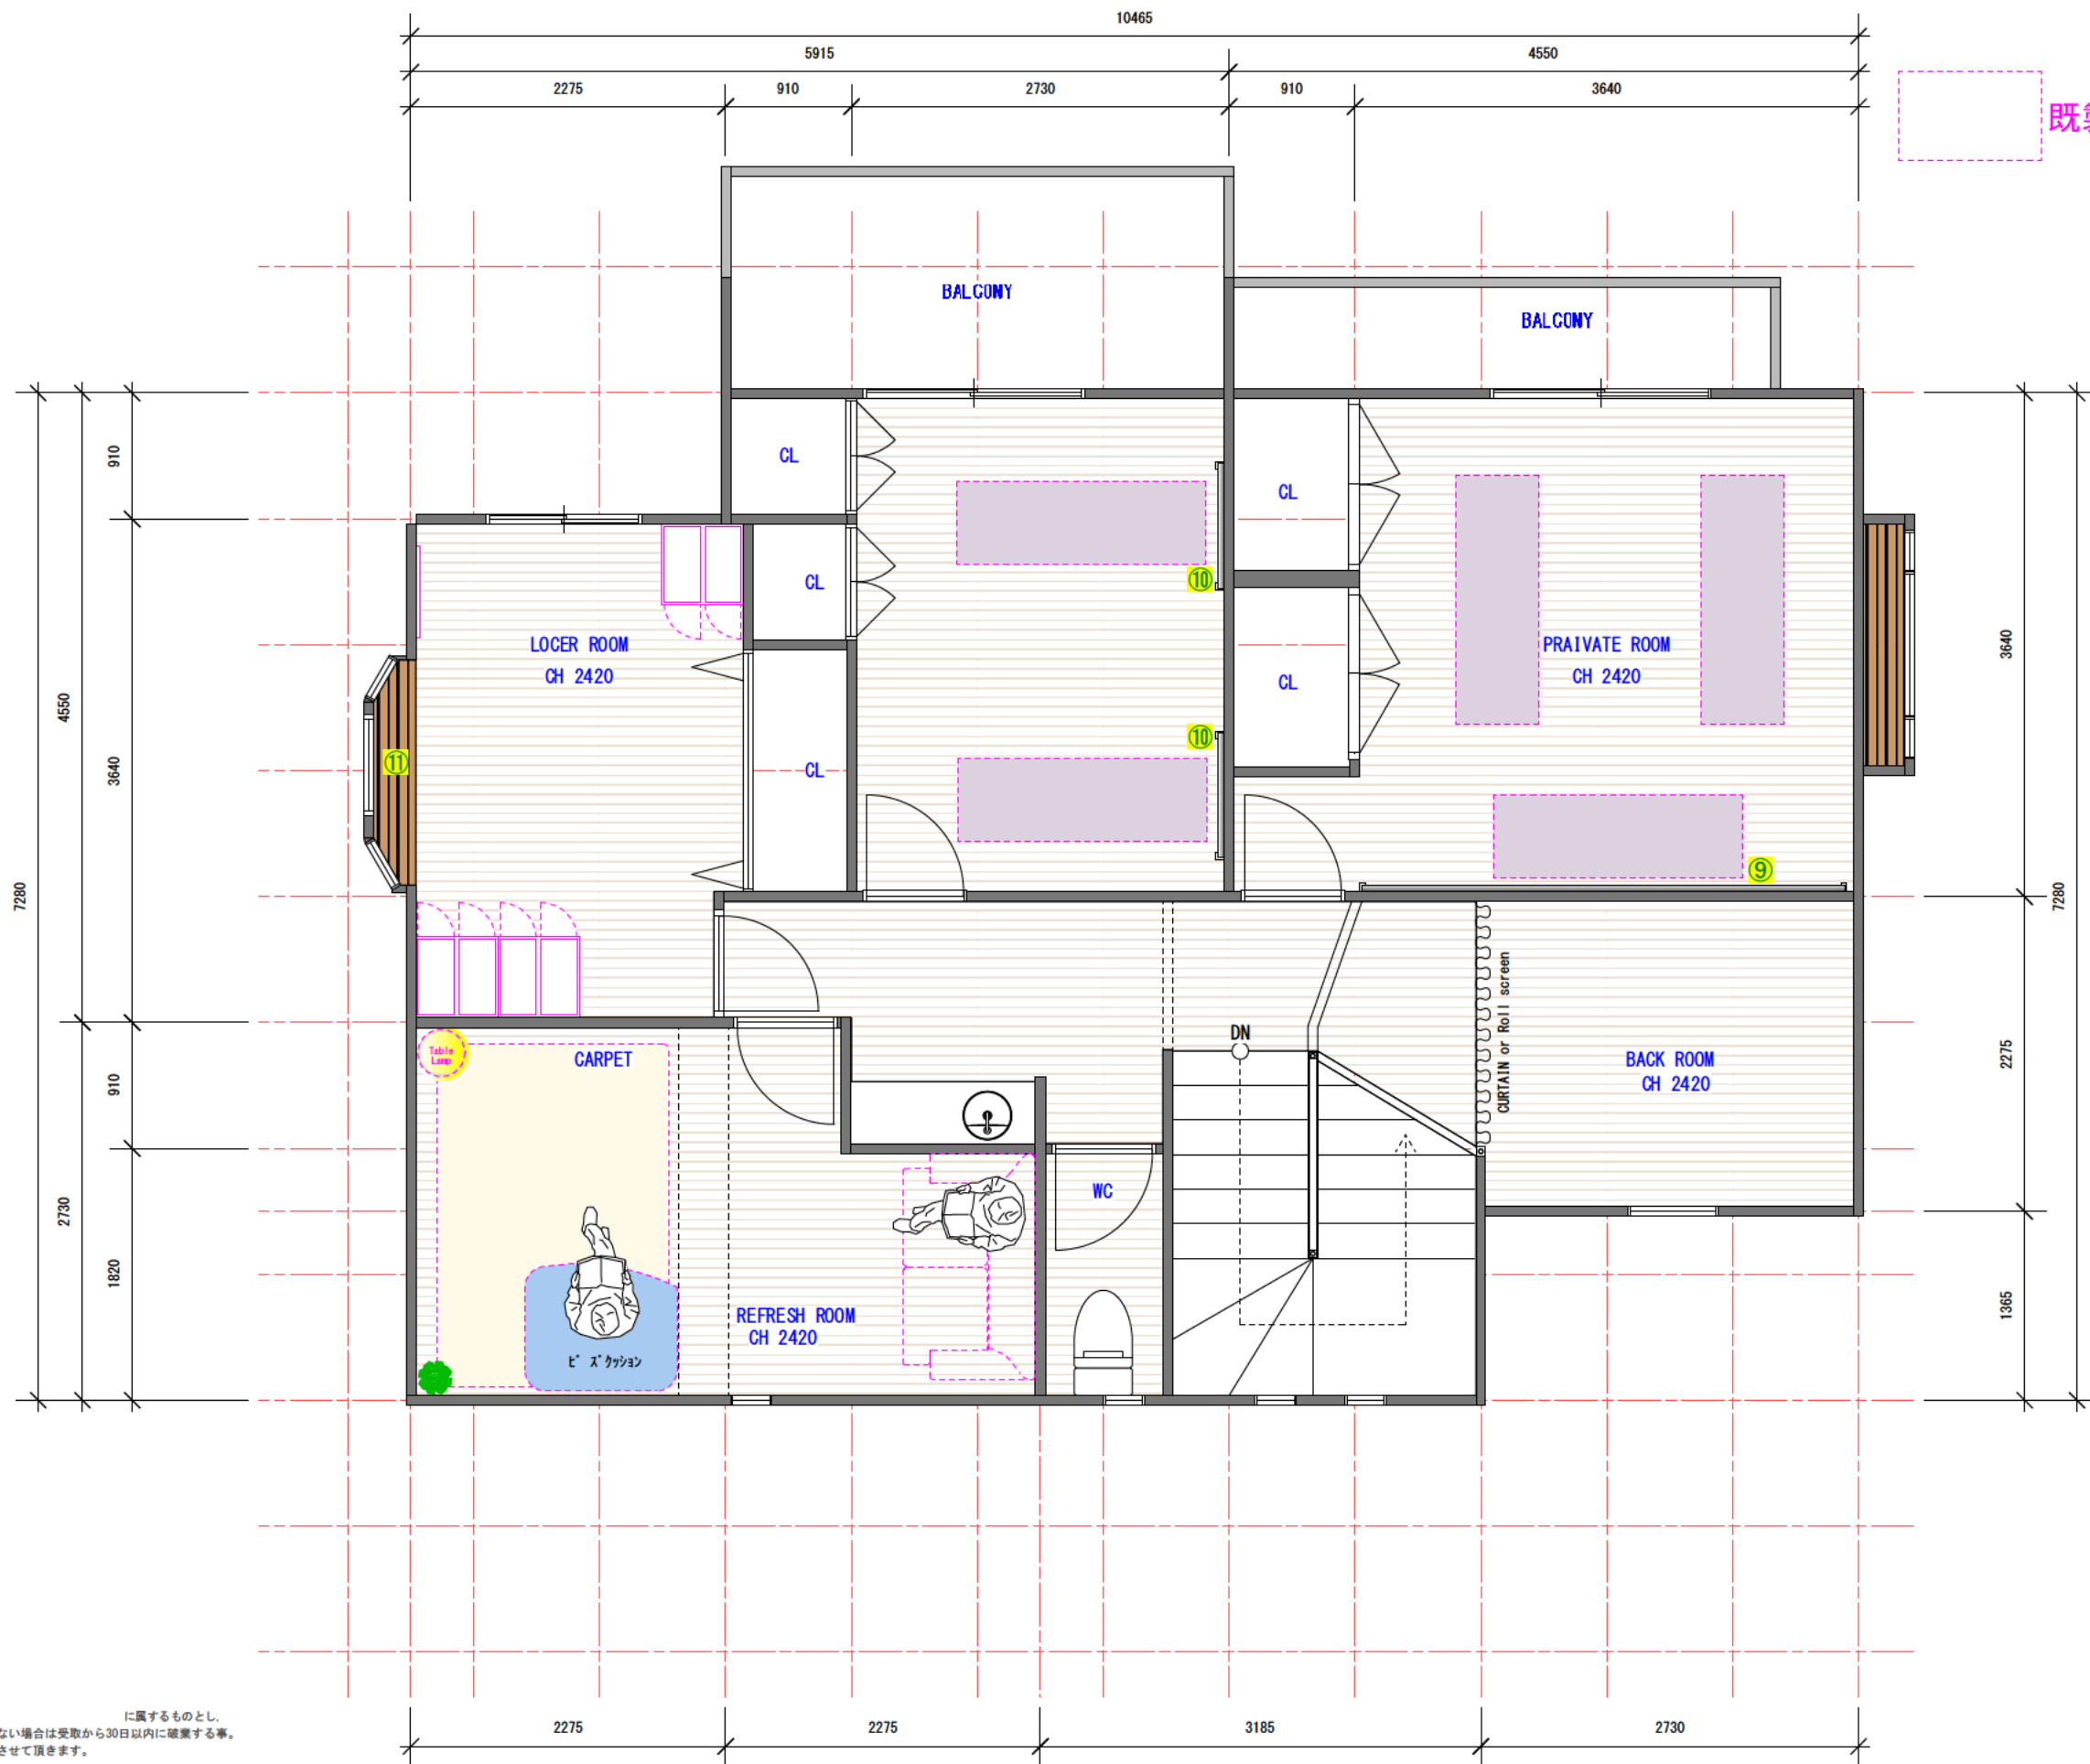 10465
5915
4550
2275
910
2730
910
3640
既
BALCONY
BALCONY
910
4550
3640
7280
910
2730
1820
3640
7280
2275
1365
CL
CL
CL
CL
CL
⑩
⑩
⑨
⑪
LOCER ROOM
CH 2420
PRAIVATE ROOM
CH 2420
Table
Lamp
CARPET
DN
CURTAIN or Roll screen
BACK ROOM
CH 2420
WC
REFRESH ROOM
CH 2420
ビーズクッション
に属するものとし、
ない場合は受取から30日以内に破棄する事。
させて頂きます。
2275
2275
3185
2730